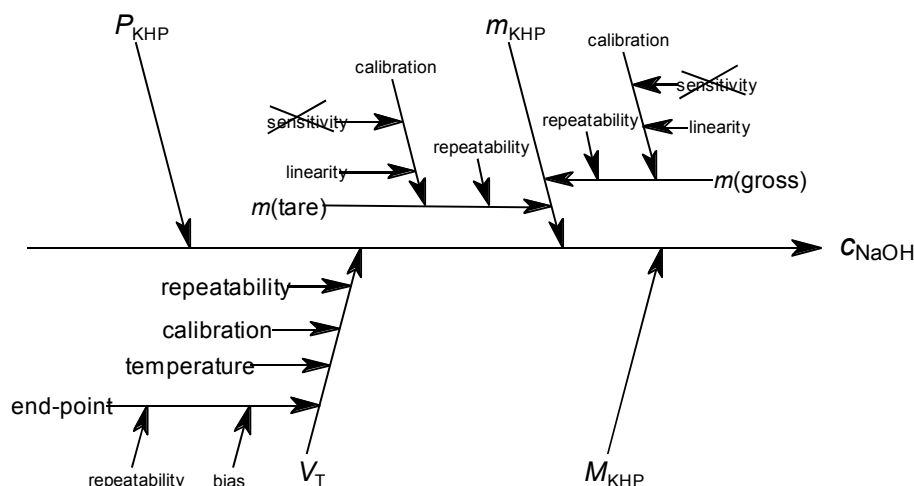 P_KHP
m_KHP
calibration
calibration
sensitivity
sensitivity
repeatability
linearity
repeatability
linearity
m(gross)
m(tare)
c_NaOH
repeatability
calibration
temperature
end-point
repeatability
bias
V_T
M_KHP